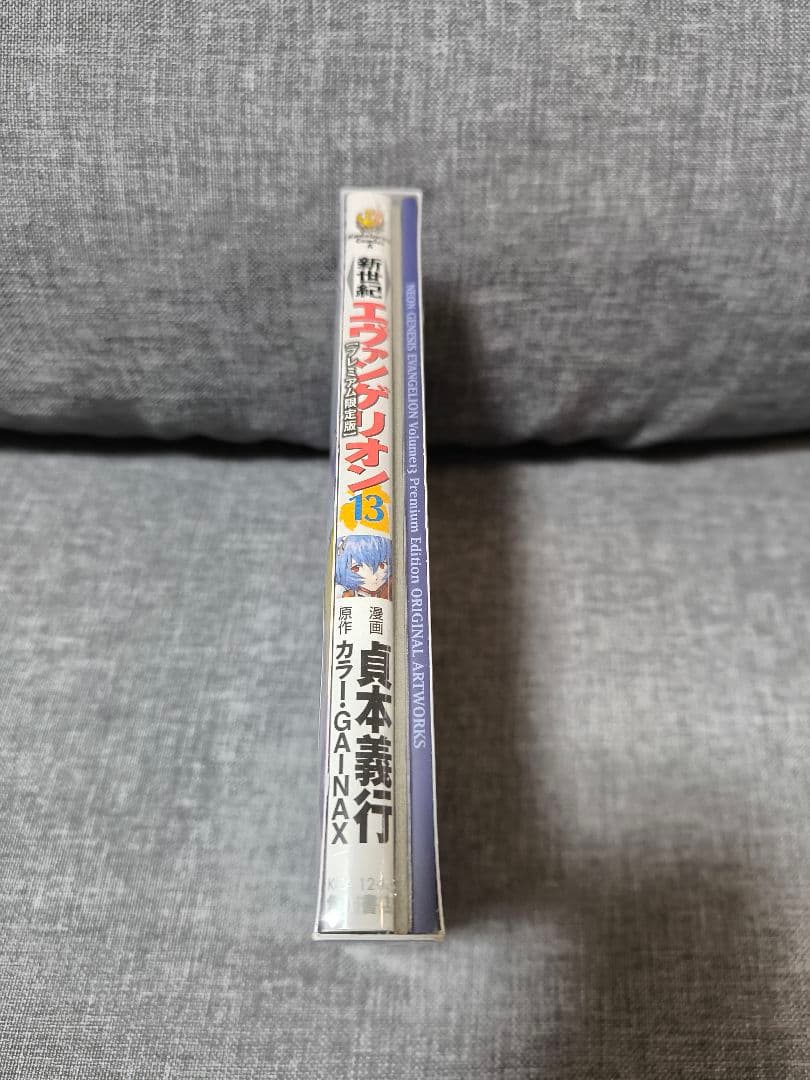 新世紀
エヴァンゲリオン
【プレミアム限定版】
13
漫画
貞本義行
原作
カラー・GAINAX
NEON GENESIS EVANGELION Volume13 Premium Edition ORIGINAL ARTWORKS